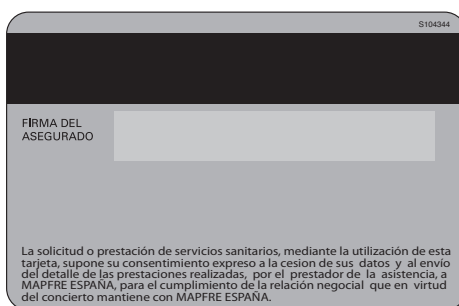 S104344
FIRMA DEL
ASEGURADO
La solicitud o prestación de servicios sanitarios, mediante la utilización de esta
tarjeta, supone su consentimiento expreso a la cesion de sus datos y al envío
del detalle de las prestaciones realizadas, por el prestador de la asistencia, a
MAPFRE ESPAÑA, para el cumplimiento de la relación negocial que en virtud
del concierto mantiene con MAPFRE ESPAÑA.